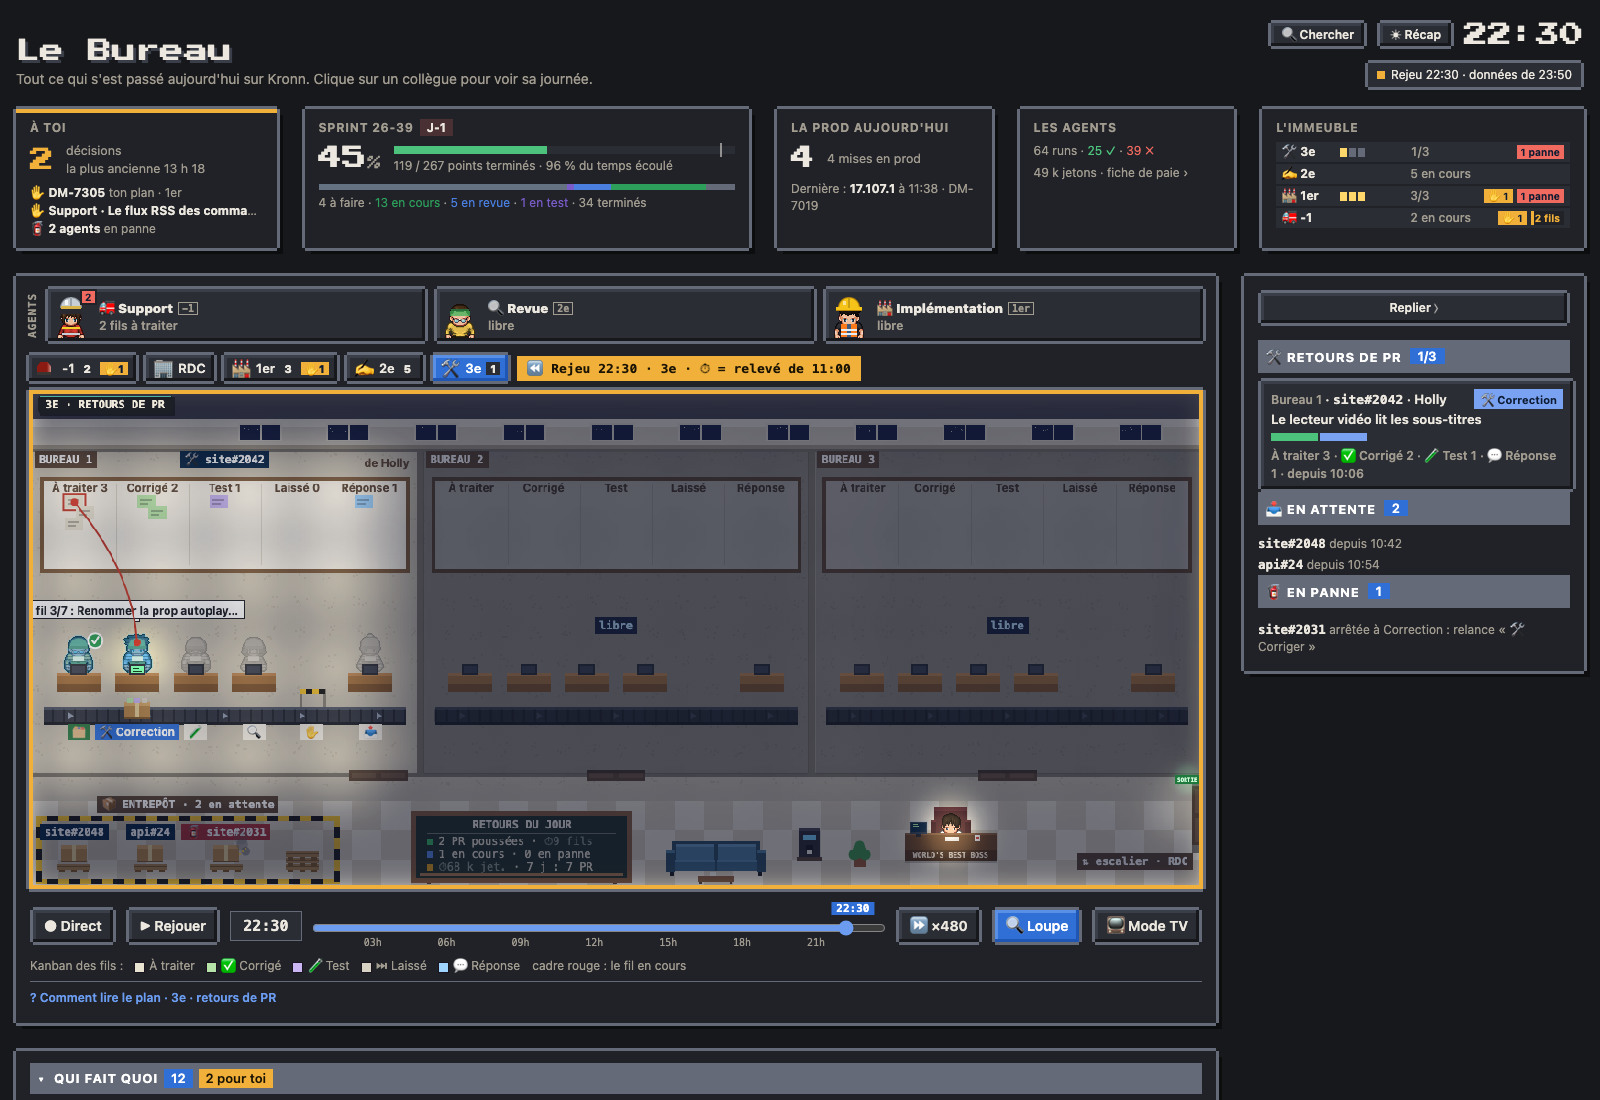 Le Bureau
Tout ce qui s'est passé aujourd'hui sur Kronn. Clique sur un collègue pour voir sa journée.
🔍 Chercher
☀ Récap
22:30
Rejeu 22:30 · données de 23:50
À TOI
2 décisions
la plus ancienne 13 h 18
✋ DM-7305 ton plan · 1er
✋ Support · Le flux RSS des comma…
2 agents en panne
SPRINT 26-39 J-1
45%
119 / 267 points terminés · 96 % du temps écoulé
4 à faire · 13 en cours · 5 en revue · 1 en test · 34 terminés
LA PROD AUJOURD'HUI
4 4 mises en prod
Dernière : 17.107.1 à 11:38 · DM-
7019
LES AGENTS
64 runs · 25 ✓ · 39 ✕
49 k jetons · fiche de paie ›
L'IMMEUBLE
🛠 3e 1/3 1 panne
✍ 2e 5 en cours
🏭 1er 3/3 ✋ 1 1 panne
🚒 -1 2 en cours ✋ 1 2 fils
AGENTS
2
🚒 Support -1
2 fils à traiter
🔍 Revue 2e
libre
🏭 Implémentation 1er
libre
-1 2 ✋1
🏢 RDC
🏭 1er 3 ✋1
✍ 2e 5
🛠 3e 1
⏪ Rejeu 22:30 · 3e · ⏱ = relevé de 11:00
3E · RETOURS DE PR
BUREAU 1
🛠 site#2042
de Holly
BUREAU 2
BUREAU 3
À traiter 3 Corrigé 2 Test 1 Laissé 0 Réponse 1
À traiter Corrigé Test Laissé Réponse
À traiter Corrigé Test Laissé Réponse
fil 3/7 : Renommer la prop autoplay…
libre
libre
🛠 Correction
SORTIE
📦 ENTREPÔT · 2 en attente
site#2048
api#24
site#2031
RETOURS DU JOUR
2 PR poussées · ⏱9 fils
1 en cours · 0 en panne
⏱68 k jet. · 7 j : 7 PR
WORLD'S BEST BOSS
⇅ escalier · RDC
● Direct
▶ Rejouer
22:30
22:30
03h 06h 09h 12h 15h 18h 21h
⏩ ×480
🔍 Loupe
📺 Mode TV
Kanban des fils : À traiter ✅ Corrigé 🧪 Test ⏭ Laissé 💬 Réponse cadre rouge : le fil en cours
? Comment lire le plan · 3e · retours de PR
▾ QUI FAIT QUOI 12 2 pour toi
Replier ›
🛠 RETOURS DE PR 1/3
Bureau 1 · site#2042 · Holly
🛠 Correction
Le lecteur vidéo lit les sous-titres
À traiter 3 · ✅ Corrigé 2 · 🧪 Test 1 · 💬 Réponse
1 · depuis 10:06
📥 EN ATTENTE 2
site#2048 depuis 10:42
api#24 depuis 10:54
🧯 EN PANNE 1
site#2031 arrêtée à Correction : relance « 🛠
Corriger »